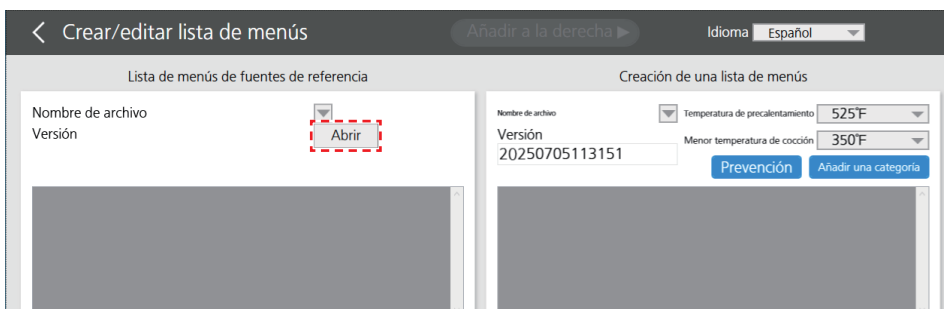 Crear/editar lista de menús
Añadir a la derecha ▶
Idioma Español
Lista de menús de fuentes de referencia
Nombre de archivo
Versión
Abrir
Creación de una lista de menús
Nombre de archivo
Temperatura de precalentamiento 525°F
Versión
20250705113151
Menor temperatura de cocción 350°F
Prevención
Añadir una categoría